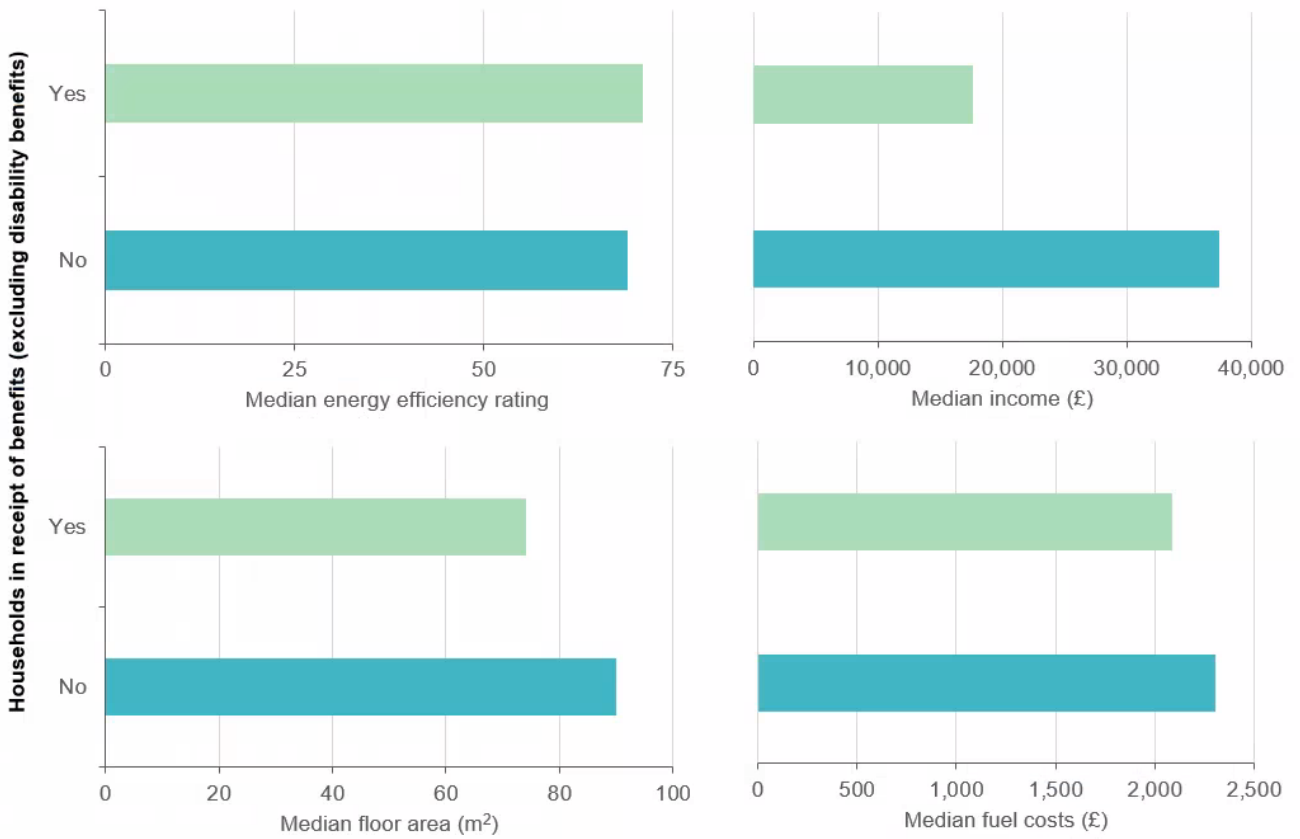 Households in receipt of benefits (excluding disability benefits)
Yes
No
0 25 50 75
Median energy efficiency rating
0 10,000 20,000 30,000 40,000
Median income (£)
Yes
No
0 20 40 60 80 100
Median floor area (m²)
0 500 1,000 1,500 2,000 2,500
Median fuel costs (£)